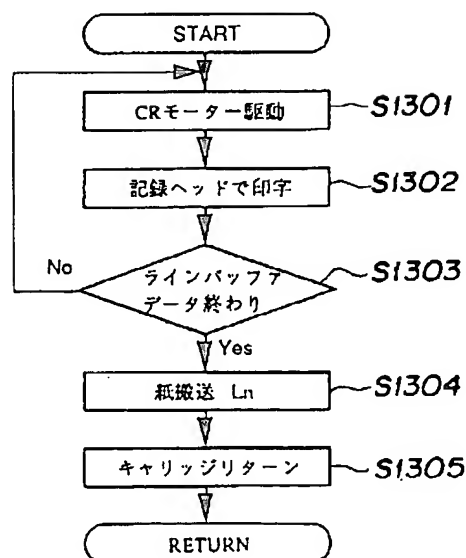 START
CRモーター駆動
S1301
記録ヘッドで印字
S1302
No
ラインバッファ
データ終わり
S1303
Yes
紙搬送 Ln
S1304
キャリッジリターン
S1305
RETURN